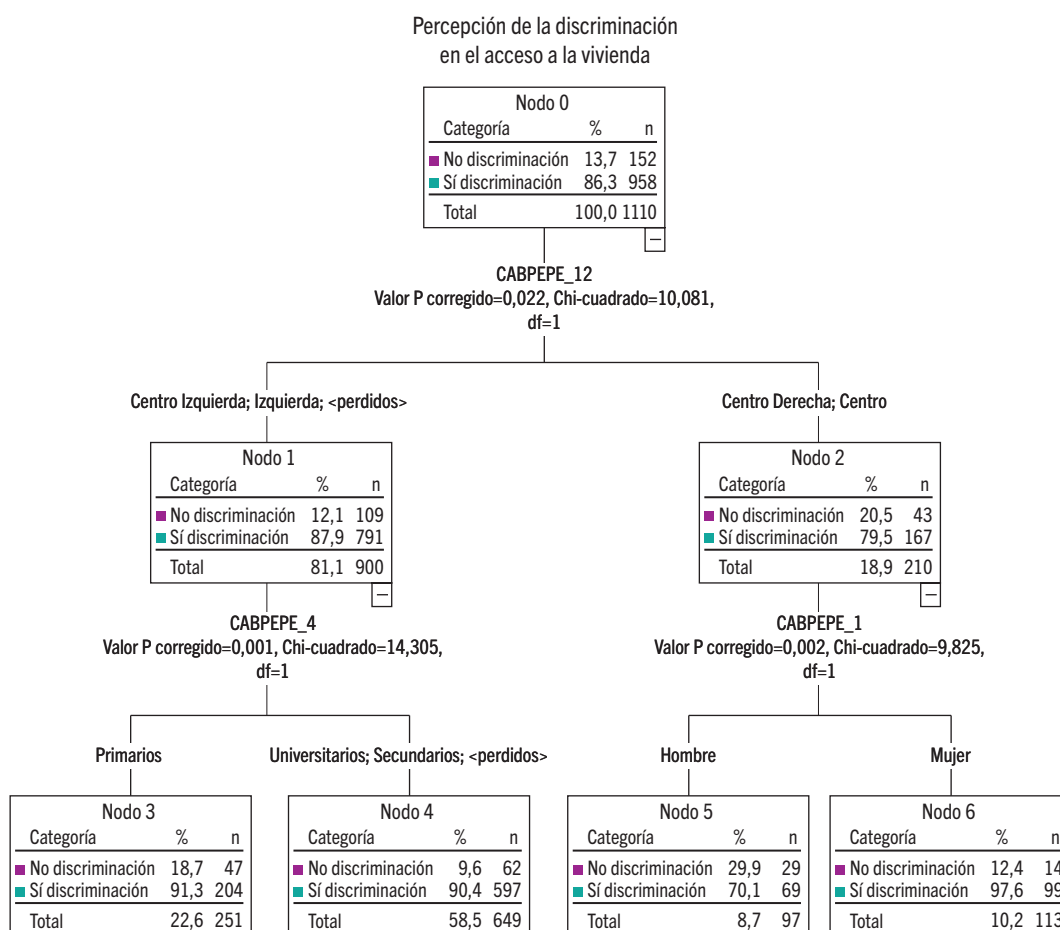 Percepción de la discriminación
en el acceso a la vivienda
Nodo 0
Categoría % n
No discriminación 13,7 152
Sí discriminación 86,3 958
Total 100,0 1110
CABPEPE_12
Valor P corregido=0,022, Chi-cuadrado=10,081,
df=1
Centro Izquierda; Izquierda; <perdidos>
Centro Derecha; Centro
Nodo 1
Categoría % n
No discriminación 12,1 109
Sí discriminación 87,9 791
Total 81,1 900
Nodo 2
Categoría % n
No discriminación 20,5 43
Sí discriminación 79,5 167
Total 18,9 210
CABPEPE_4
Valor P corregido=0,001, Chi-cuadrado=14,305,
df=1
CABPEPE_1
Valor P corregido=0,002, Chi-cuadrado=9,825,
df=1
Primarios
Universitarios; Secundarios; <perdidos>
Hombre
Mujer
Nodo 3
Categoría % n
No discriminación 18,7 47
Sí discriminación 91,3 204
Total 22,6 251
Nodo 4
Categoría % n
No discriminación 9,6 62
Sí discriminación 90,4 597
Total 58,5 649
Nodo 5
Categoría % n
No discriminación 29,9 29
Sí discriminación 70,1 69
Total 8,7 97
Nodo 6
Categoría % n
No discriminación 12,4 14
Sí discriminación 97,6 99
Total 10,2 113